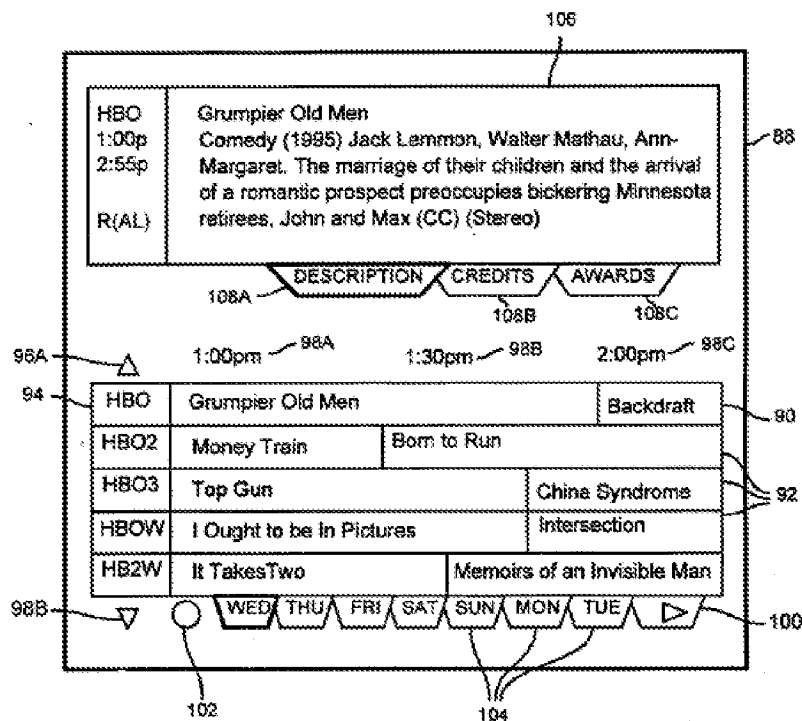 106
88
HBO Grumpier Old Men
1:00p Comedy (1995) Jack Lemmon, Walter Mathau, Ann-
2:55p Margaret. The marriage of their children and the arrival
of a romantic prospect preoccupies bickering Minnesota
R(AL) retirees, John and Max (CC) (Stereo)
DESCRIPTION CREDITS AWARDS
108A 108B 108C
96A 1:00pm 98A 1:30pm 98B 2:00pm 98C
94 HBO Grumpier Old Men Backdraft 90
HBO2 Money Train Born to Run
HBO3 Top Gun China Syndrome 92
HBOW I Ought to be In Pictures Intersection
HB2W It TakesTwo Memoirs of an Invisible Man
98B WED THU FRI SAT SUN MON TUE 100
102 104